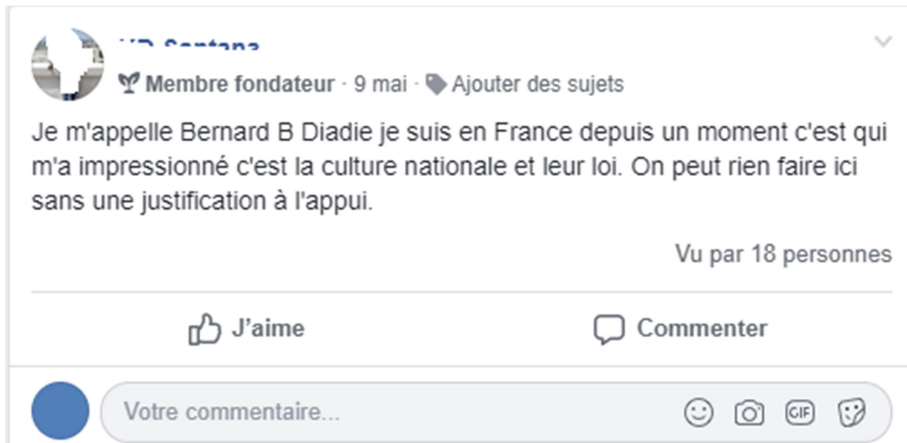 Membre fondateur · 9 mai · Ajouter des sujets
Je m'appelle Bernard B Diadie je suis en France depuis un moment c'est qui
m'a impressionné c'est la culture nationale et leur loi. On peut rien faire ici
sans une justification à l'appui.
Vu par 18 personnes
J'aime Commenter
Votre commentaire... GIF